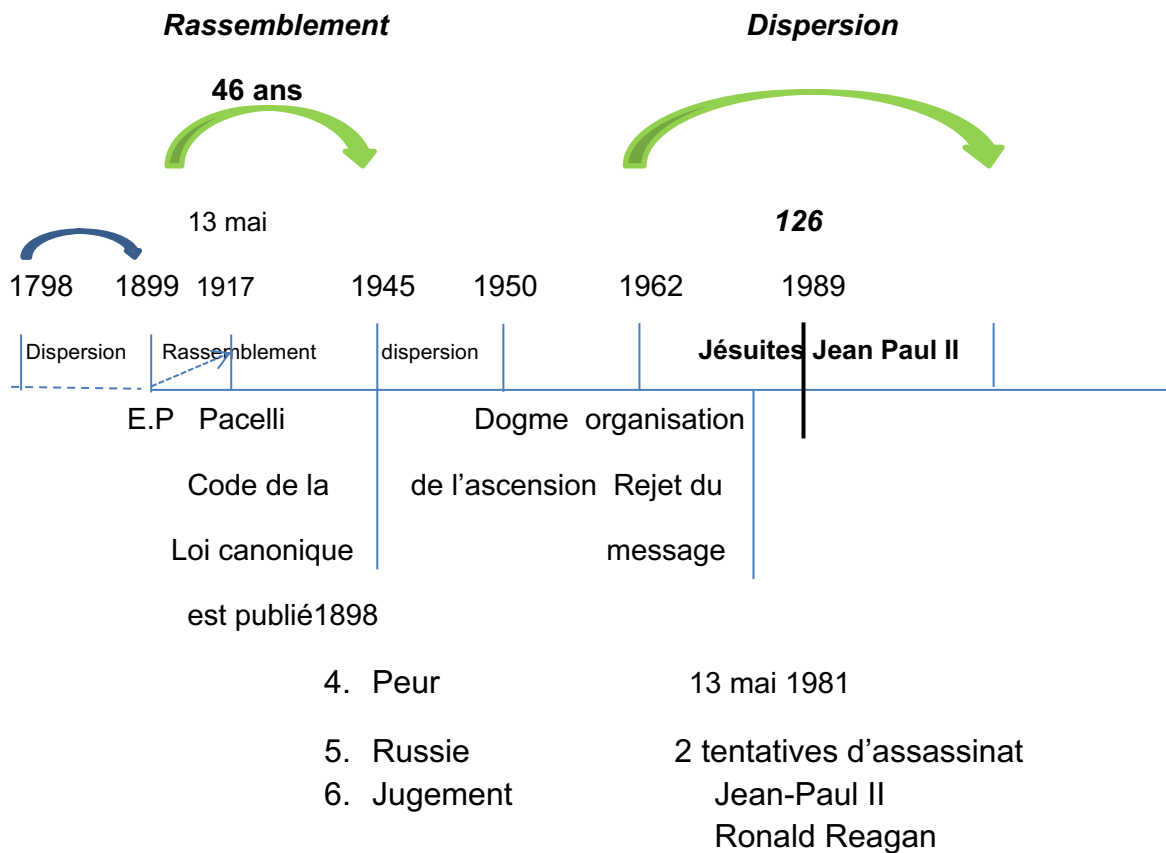 Rassemblement Dispersion
46 ans
13 mai 126
1798 1899 1917 1945 1950 1962 1989
Dispersion Rassemblement dispersion Jésuites Jean Paul II
E.P Pacelli Dogme organisation
Code de la de l’ascension Rejet du
Loi canonique message
est publié1898
4. Peur 13 mai 1981
5. Russie 2 tentatives d’assassinat
6. Jugement Jean-Paul II
Ronald Reagan